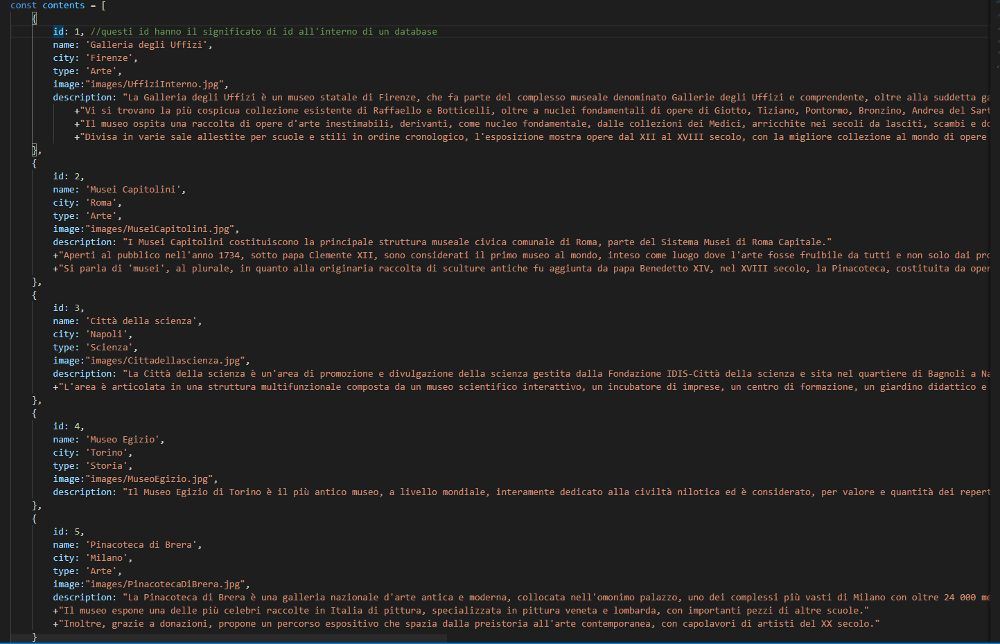 const contents = [
{
id: 1, //questi id hanno il significato di id all'interno di un database
name: 'Galleria degli Uffizi',
city: 'Firenze',
type: 'Arte',
image:"images/UffiziInterno.jpg",
description: "La Galleria degli Uffizi è un museo statale di Firenze, che fa parte del complesso museale denominato Gallerie degli Uffizi e comprende, oltre alla suddetta ga
+"Vi si trovano la più cospicua collezione esistente di Raffaello e Botticelli, oltre a nuclei fondamentali di opere di Giotto, Tiziano, Pontormo, Bronzino, Andrea del Sart
+"Il museo ospita una raccolta di opere d'arte inestimabili, derivanti, come nucleo fondamentale, dalle collezioni dei Medici, arricchite nei secoli da lasciti, scambi e do
+"Divisa in varie sale allestite per scuole e stili in ordine cronologico, l'esposizione mostra opere dal XII al XVIII secolo, con la migliore collezione al mondo di opere
},
{
id: 2,
name: 'Musei Capitolini',
city: 'Roma',
type: 'Arte',
image:"images/MuseiCapitolini.jpg",
description: "I Musei Capitolini costituiscono la principale struttura museale civica comunale di Roma, parte del Sistema Musei di Roma Capitale."
+"Aperti al pubblico nell'anno 1734, sotto papa Clemente XII, sono considerati il primo museo al mondo, inteso come luogo dove l'arte fosse fruibile da tutti e non solo dai pro
+"Si parla di 'musei', al plurale, in quanto alla originaria raccolta di sculture antiche fu aggiunta da papa Benedetto XIV, nel XVIII secolo, la Pinacoteca, costituita da oper
},
{
id: 3,
name: 'Città della scienza',
city: 'Napoli',
type: 'Scienza',
image:"images/Cittadellascienza.jpg",
description: "La Città della scienza è un'area di promozione e divulgazione della scienza gestita dalla Fondazione IDIS-Città della scienza e sita nel quartiere di Bagnoli a Na
+"L'area è articolata in una struttura multifunzionale composta da un museo scientifico interattivo, un incubatore di imprese, un centro di formazione, un giardino didattico e
},
{
id: 4,
name: 'Museo Egizio',
city: 'Torino',
type: 'Storia',
image:"images/MuseoEgizio.jpg",
description: "Il Museo Egizio di Torino è il più antico museo, a livello mondiale, interamente dedicato alla civiltà nilotica ed è considerato, per valore e quantità dei repert
},
{
id: 5,
name: 'Pinacoteca di Brera',
city: 'Milano',
type: 'Arte',
image:"images/PinacotecaDiBrera.jpg",
description: "La Pinacoteca di Brera è una galleria nazionale d'arte antica e moderna, collocata nell'omonimo palazzo, uno dei complessi più vasti di Milano con oltre 24 000 me
+"Il museo espone una delle più celebri raccolte in Italia di pittura, specializzata in pittura veneta e lombarda, con importanti pezzi di altre scuole."
+"Inoltre, grazie a donazioni, propone un percorso espositivo che spazia dalla preistoria all'arte contemporanea, con capolavori di artisti del XX secolo."
}